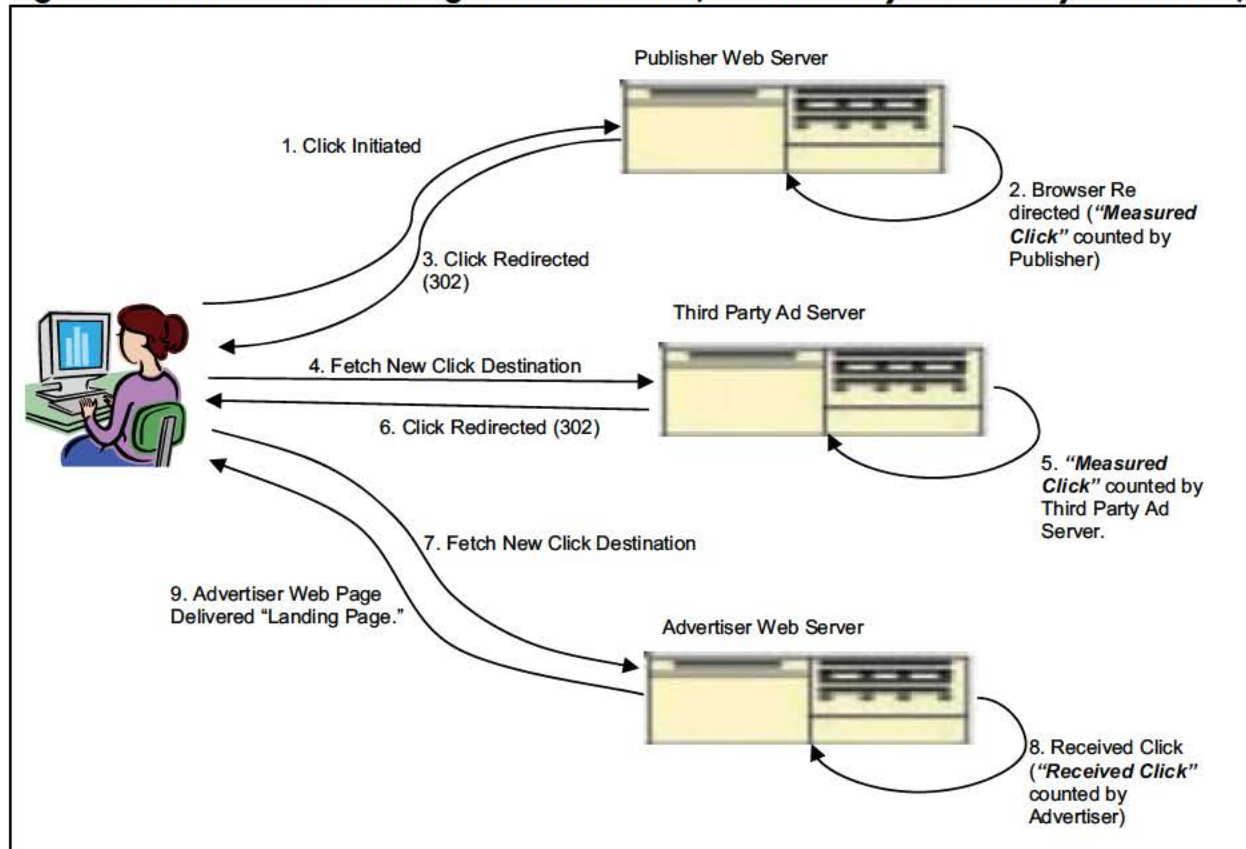 Publisher Web Server
1. Click Initiated
2. Browser Re
directed (“Measured
Click” counted by
Publisher)
3. Click Redirected
(302)
Third Party Ad Server
4. Fetch New Click Destination
6. Click Redirected (302)
5. “Measured
Click” counted by
Third Party Ad
Server.
7. Fetch New Click Destination
9. Advertiser Web Page
Delivered “Landing Page.”
Advertiser Web Server
8. Received Click
(“Received Click”
counted by
Advertiser)